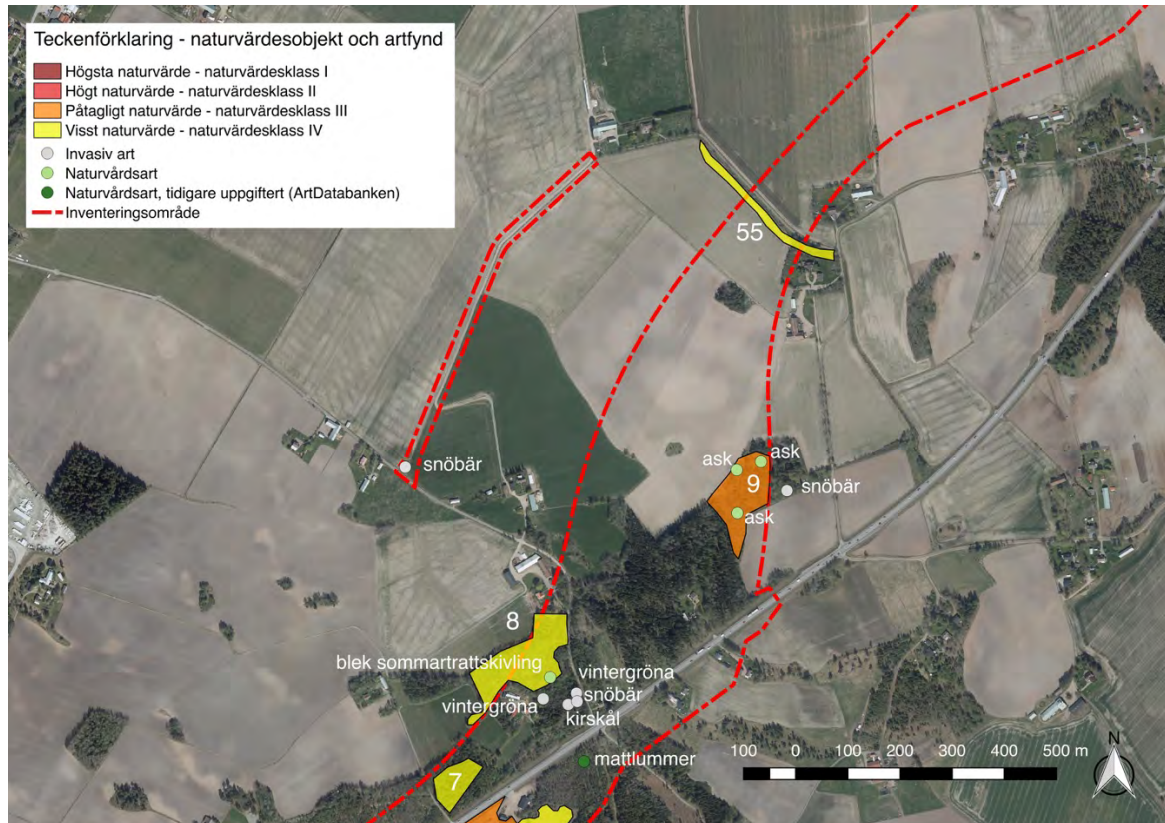 Teckenförklaring - naturvärdesobjekt och artfynd
Högsta naturvärde - naturvärdesklass I
Högt naturvärde - naturvärdesklass II
Påtagligt naturvärde - naturvärdesklass III
Visst naturvärde - naturvärdesklass IV
Invasiv art
Naturvårdsart
Naturvårdsart, tidigare uppgiftert (ArtDatabanken)
Inventeringsområde
55
snöbär
ask
ask
9
snöbär
ask
8
blek sommartrattskivling
vintergröna
snöbär
vintergröna
kirskål
mattlummer
7
100 0 100 200 300 400 500 m
N